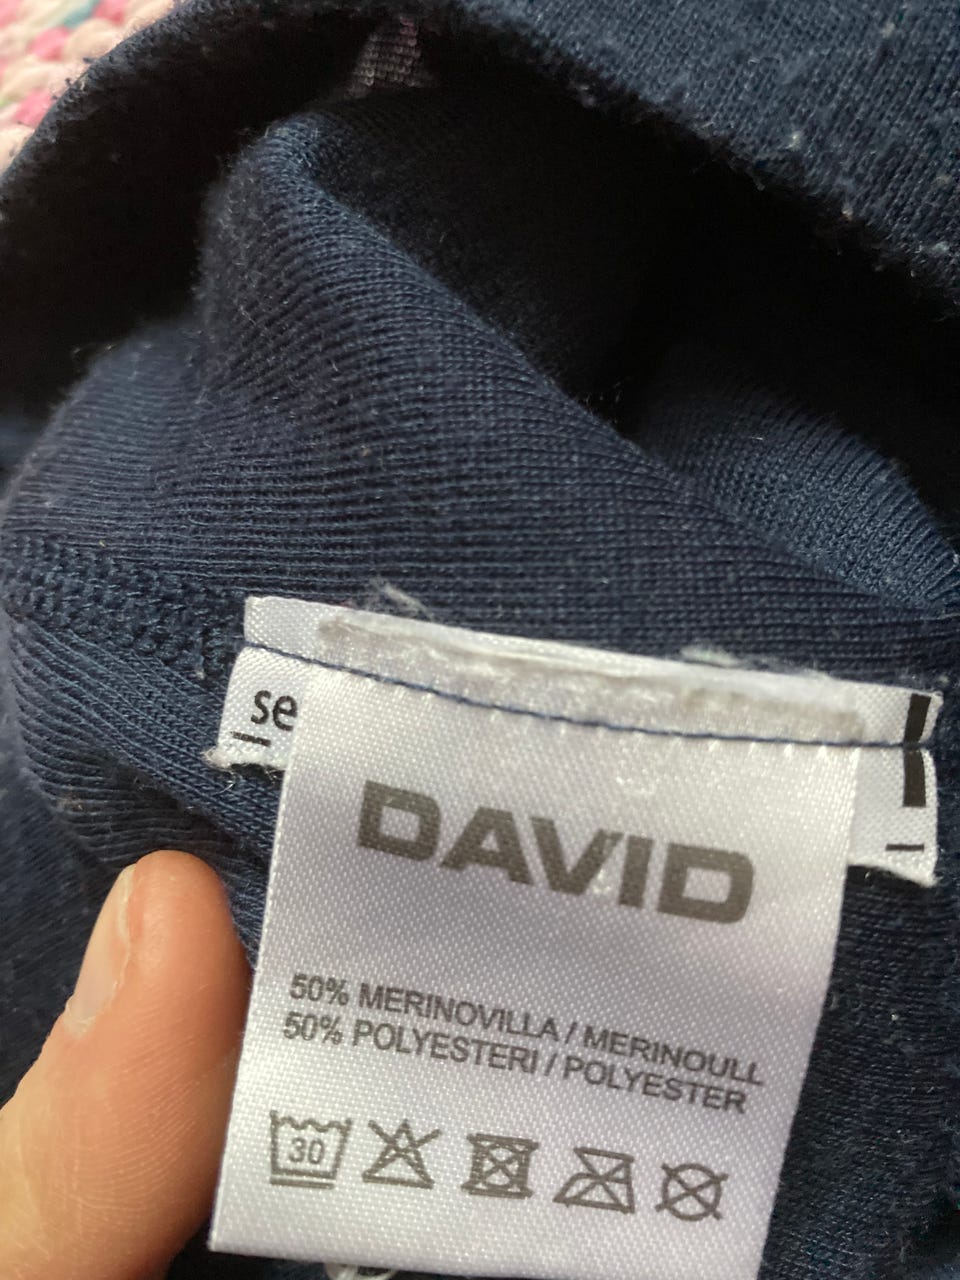 se
DAVID
50% MERINOVILLA / MERINOULL
50% POLYESTERI / POLYESTER
30